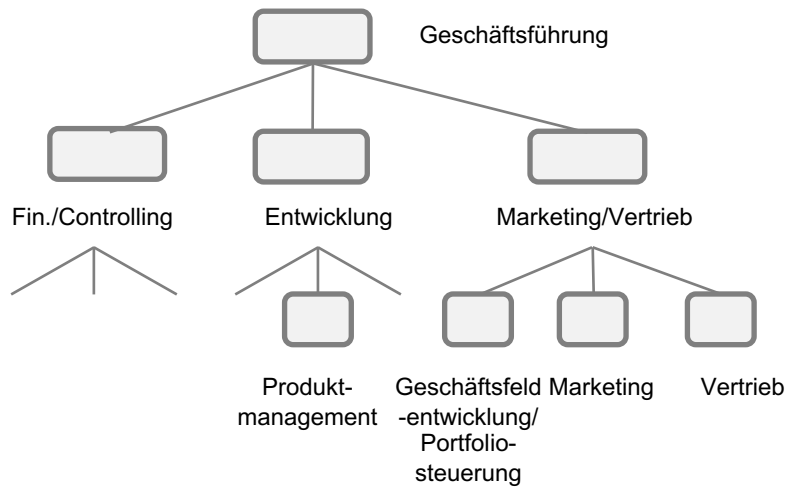 Geschäftsführung
Fin./Controlling
Entwicklung
Marketing/Vertrieb
Produkt-
management
Geschäftsfeld
-entwicklung/
Portfolio-
steuerung
Marketing
Vertrieb